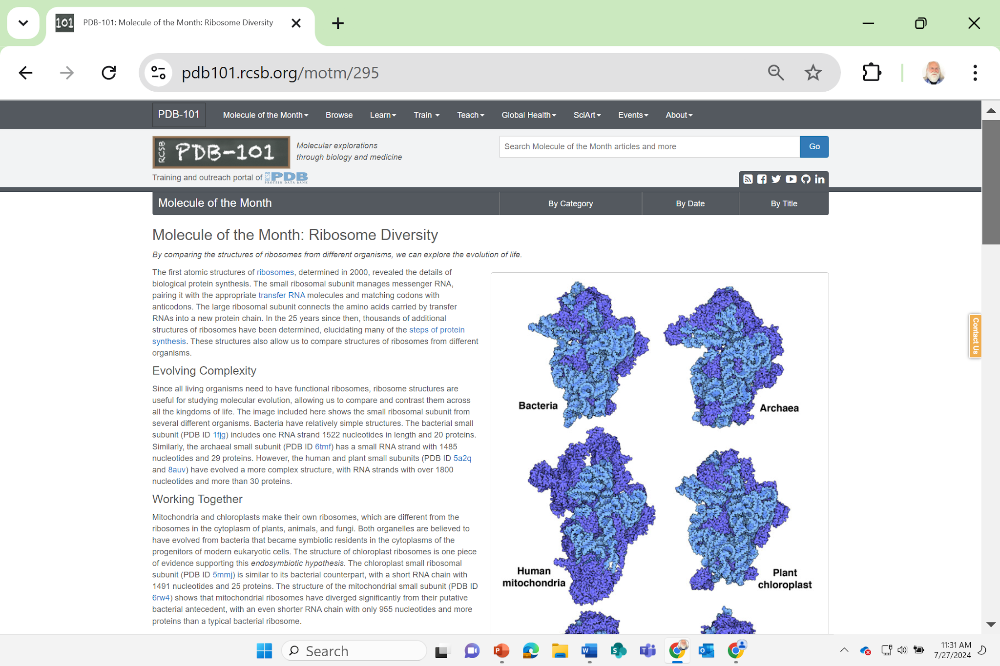 101 PDB-101: Molecule of the Month: Ribosome Diversity
pdb101.rcsb.org/motm/295
PDB-101 Molecule of the Month Browse Learn Train Teach Global Health SciArt Events About
RCSB PDB-101
Molecular explorations
through biology and medicine
Search Molecule of the Month articles and more Go
Training and outreach portal of RCSB PDB
PROTEIN DATA BANK
Molecule of the Month By Category By Date By Title
Molecule of the Month: Ribosome Diversity
By comparing the structures of ribosomes from different organisms, we can explore the evolution of life.
The first atomic structures of ribosomes, determined in 2000, revealed the details of
biological protein synthesis. The small ribosomal subunit manages messenger RNA,
pairing it with the appropriate transfer RNA molecules and matching codons with
anticodons. The large ribosomal subunit connects the amino acids carried by transfer
RNAs into a new protein chain. In the 25 years since then, thousands of additional
structures of ribosomes have been determined, elucidating many of the steps of protein
synthesis. These structures also allow us to compare structures of ribosomes from different
organisms.
Evolving Complexity
Since all living organisms need to have functional ribosomes, ribosome structures are
useful for studying molecular evolution, allowing us to compare and contrast them across
all the kingdoms of life. The image included here shows the small ribosomal subunit from
several different organisms. Bacteria have relatively simple structures. The bacterial small
subunit (PDB ID 1fjg) includes one RNA strand 1522 nucleotides in length and 20 proteins.
Similarly, the archaeal small subunit (PDB ID 6tmf) has a small RNA strand with 1485
nucleotides and 29 proteins. However, the human and plant small subunits (PDB ID 5a2q
and 8auv) have evolved a more complex structure, with RNA strands with over 1800
nucleotides and more than 30 proteins.
Working Together
Mitochondria and chloroplasts make their own ribosomes, which are different from the
ribosomes in the cytoplasm of plants, animals, and fungi. Both organelles are believed to
have evolved from bacteria that became symbiotic residents in the cytoplasms of the
progenitors of modern eukaryotic cells. The structure of chloroplast ribosomes is one piece
of evidence supporting this endosymbiotic hypothesis. The chloroplast small ribosomal
subunit (PDB ID 5mmj) is similar to its bacterial counterpart, with a short RNA chain with
1491 nucleotides and 25 proteins. The structure of the mitochondrial small subunit (PDB ID
6rw4) shows that mitochondrial ribosomes have diverged significantly from their putative
bacterial antecedent, with an even shorter RNA chain with only 955 nucleotides and more
proteins than a typical bacterial ribosome.
Bacteria
Archaea
Human
mitochondria
Plant
chloroplast
Contact Us
Search
11:31 AM
7/27/2024